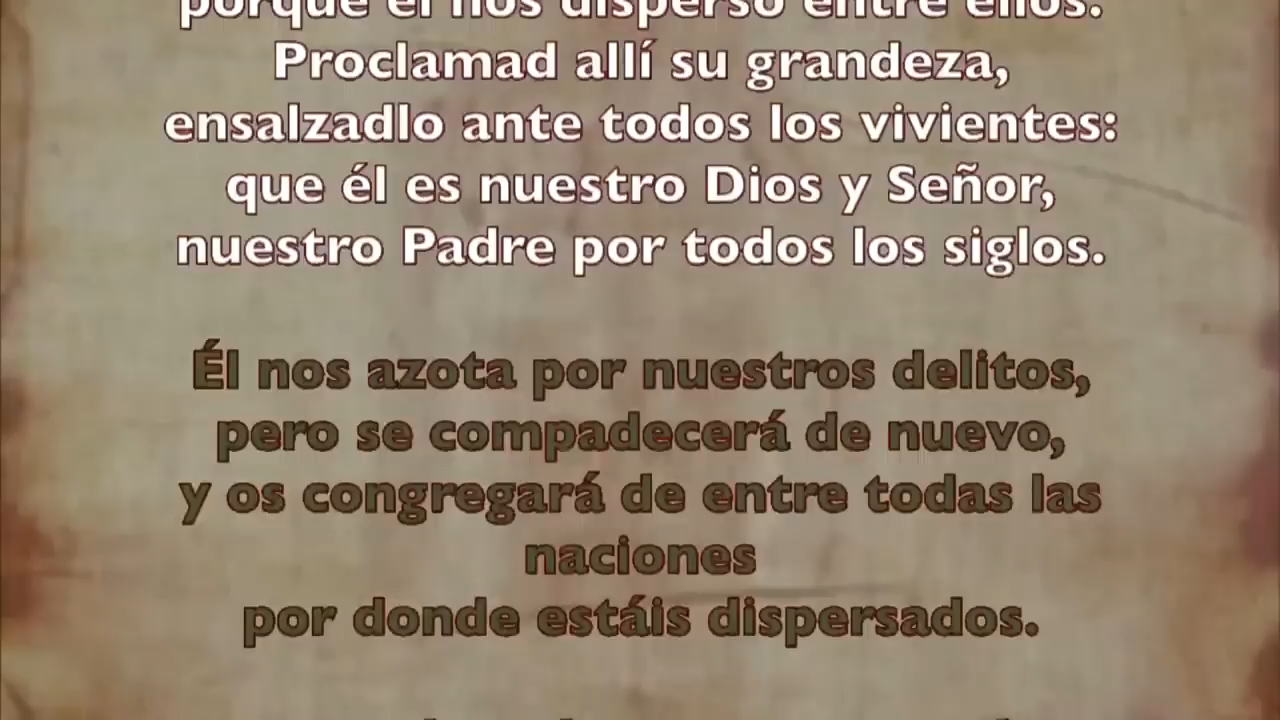 porque él nos dispersó entre ellos.
Proclamad allí su grandeza,
ensalzadlo ante todos los vivientes:
que él es nuestro Dios y Señor,
nuestro Padre por todos los siglos.
Él nos azota por nuestros delitos,
pero se compadecerá de nuevo,
y os congregará de entre todas las
naciones
por donde estáis dispersados.